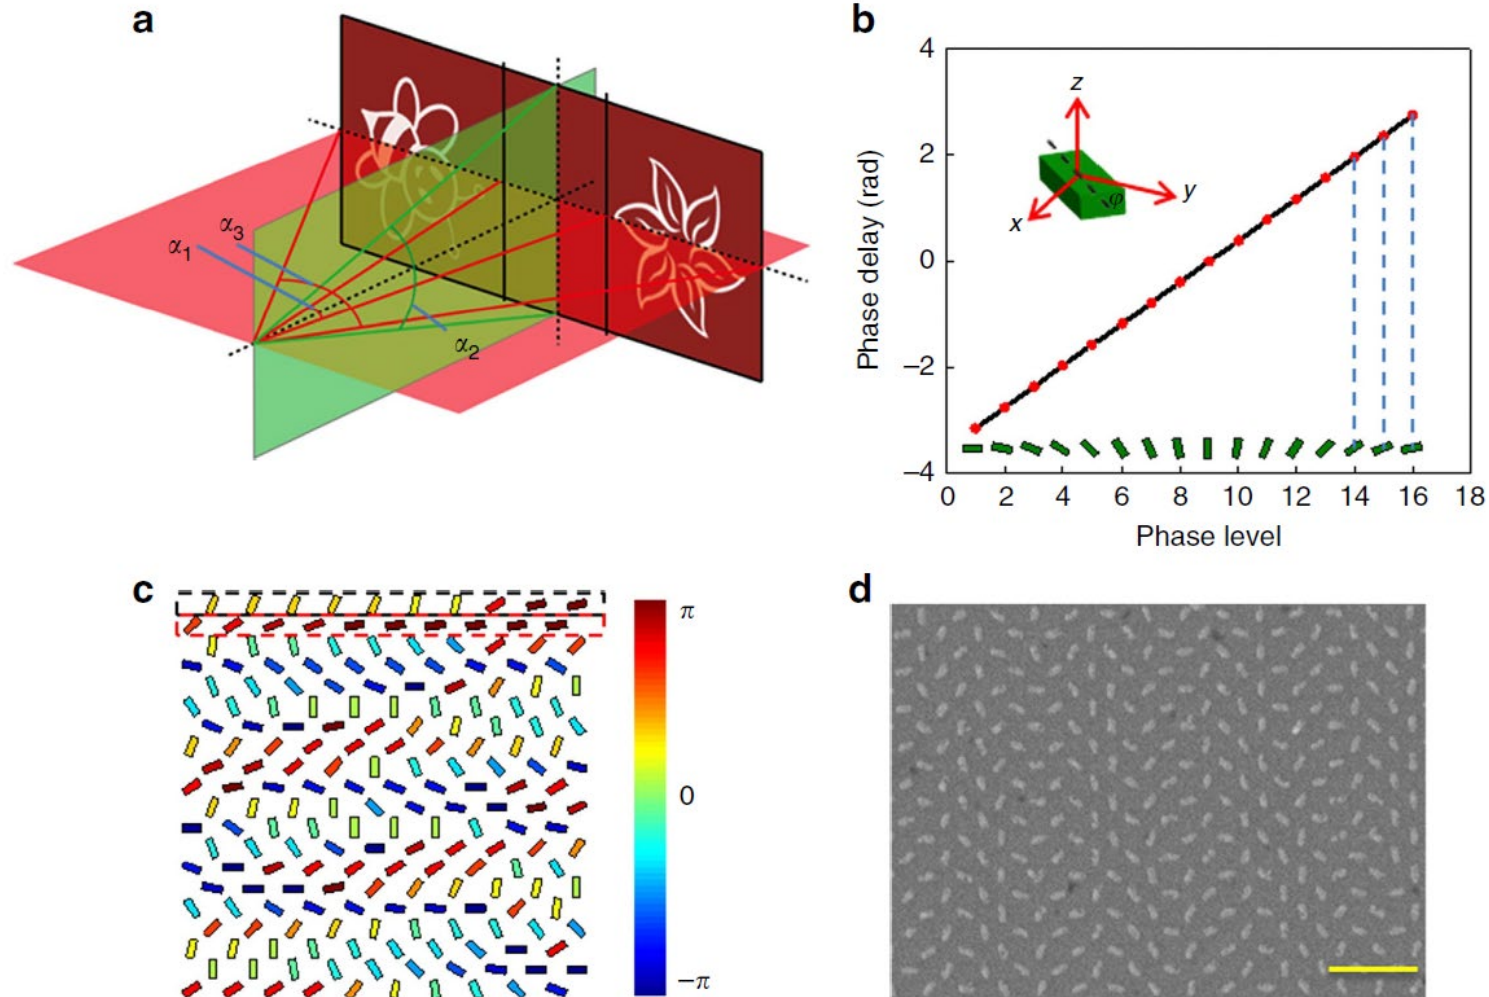 a
α3
α1
α2
b
4
2
0
−2
−4
Phase delay (rad)
z
y
x
φ
0 2 4 6 8 10 12 14 16 18
Phase level
c
π
0
−π
d